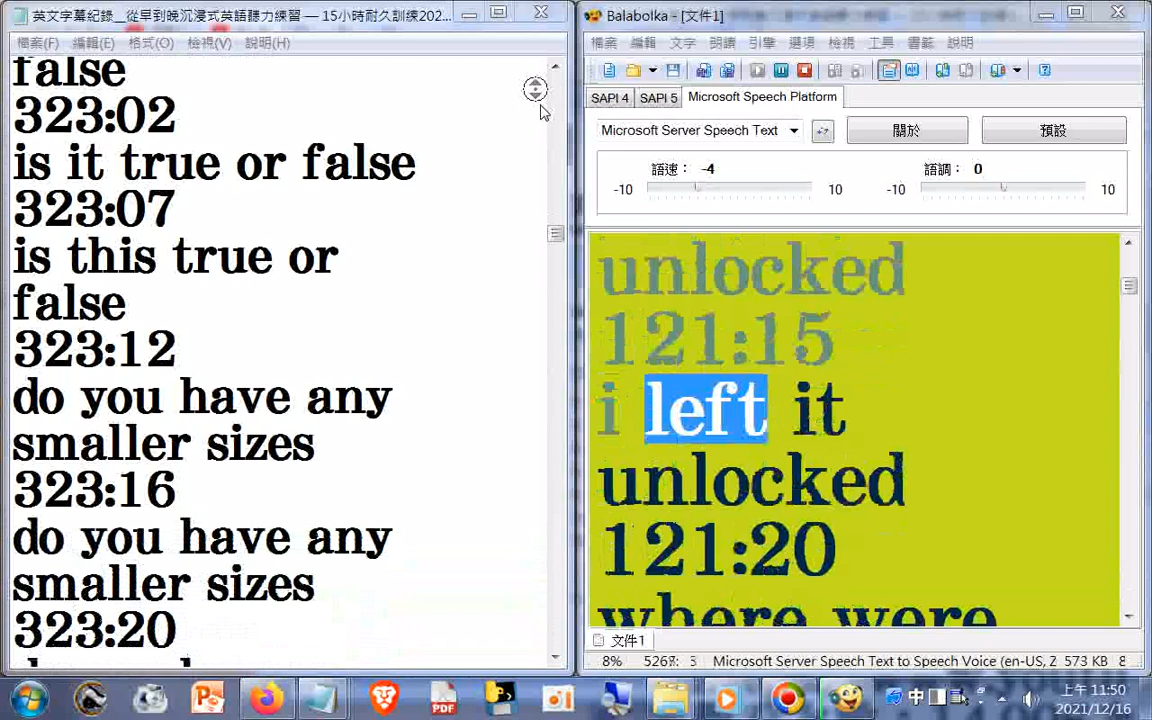 英文字幕紀錄__從早到晚沉浸式英語聽力練習 — 15小時耐久訓練202...
檔案(F) 編輯(E) 格式(O) 檢視(V) 說明(H)
false
323:02
is it true or false
323:07
is this true or
false
323:12
do you have any
smaller sizes
323:16
do you have any
smaller sizes
323:20
Balabolka - [文件1]
檔案 編輯 文字 朗讀 引擎 選項 檢視 工具 書籤 說明
SAPI 4 SAPI 5 Microsoft Speech Platform
Microsoft Server Speech Text 關於 預設
語速： -4 語調： 0
-10 10 -10 10
unlocked
121:15
i left it
unlocked
121:20
where were
文件1
8% Microsoft Server Speech Text to Speech Voice (en-US, 573 KB
PDF 中 上午 11:50
2021/12/16